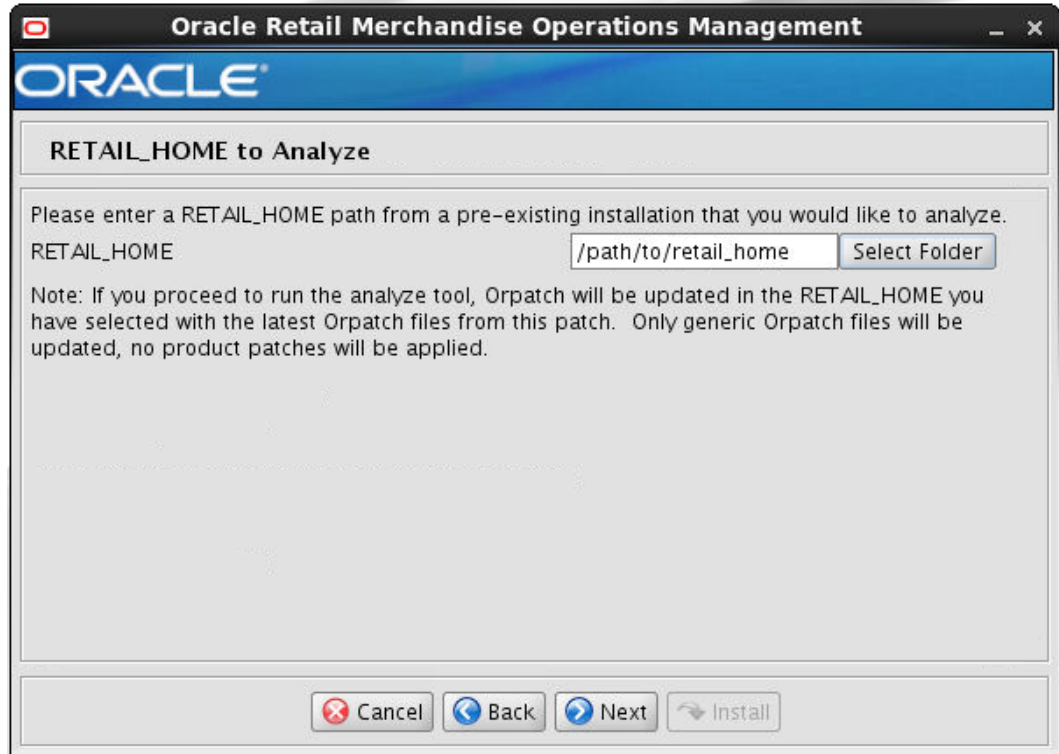 Oracle Retail Merchandise Operations Management
ORACLE
RETAIL_HOME to Analyze
Please enter a RETAIL_HOME path from a pre-existing installation that you would like to analyze.
RETAIL_HOME /path/to/retail_home Select Folder
Note: If you proceed to run the analyze tool, Orpatch will be updated in the RETAIL_HOME you
have selected with the latest Orpatch files from this patch. Only generic Orpatch files will be
updated, no product patches will be applied.
Cancel Back Next Install